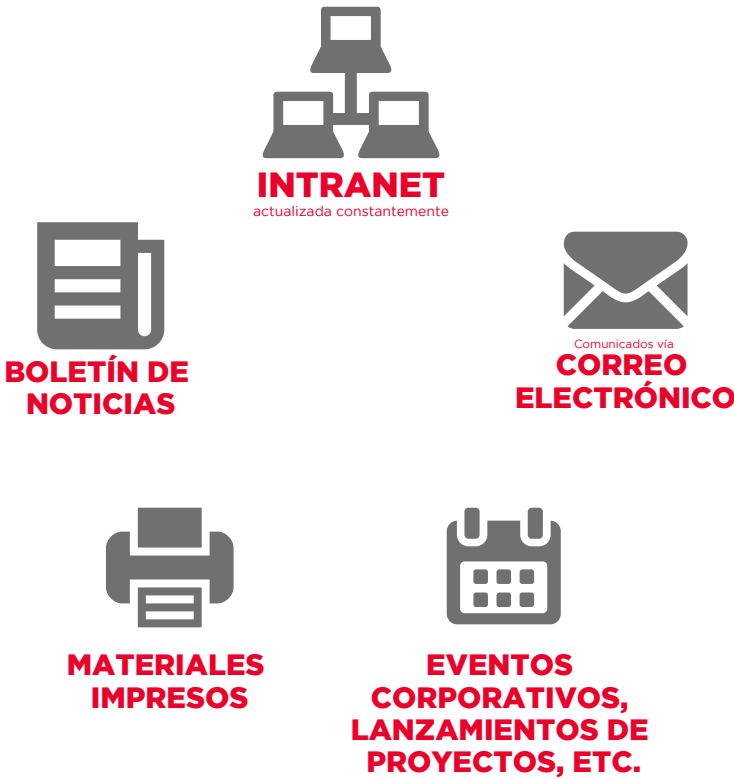 INTRANET
actualizada constantemente
BOLETÍN DE
NOTICIAS
Comunicados vía
CORREO
ELECTRÓNICO
MATERIALES
IMPRESOS
EVENTOS
CORPORATIVOS,
LANZAMIENTOS DE
PROYECTOS, ETC.